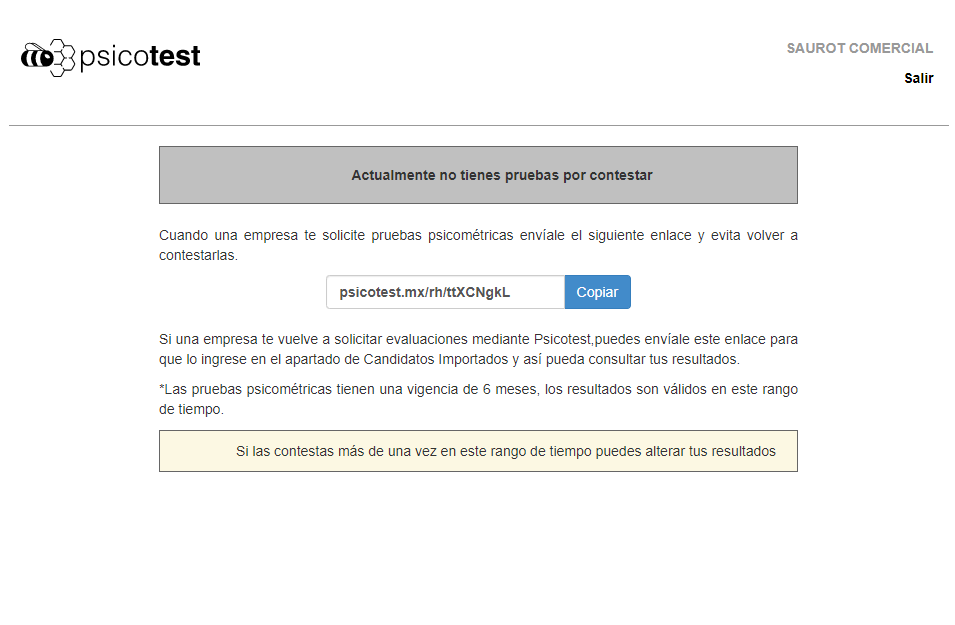 psicotest
SAUROT COMERCIAL
Salir
Actualmente no tienes pruebas por contestar
Cuando una empresa te solicite pruebas psicométricas envíale el siguiente enlace y evita volver a
contestarlas.
psicotest.mx/rh/ttXCNgkL
Copiar
Si una empresa te vuelve a solicitar evaluaciones mediante Psicotest,puedes envíale este enlace para
que lo ingrese en el apartado de Candidatos Importados y así pueda consultar tus resultados.
*Las pruebas psicométricas tienen una vigencia de 6 meses, los resultados son válidos en este rango
de tiempo.
Si las contestas más de una vez en este rango de tiempo puedes alterar tus resultados